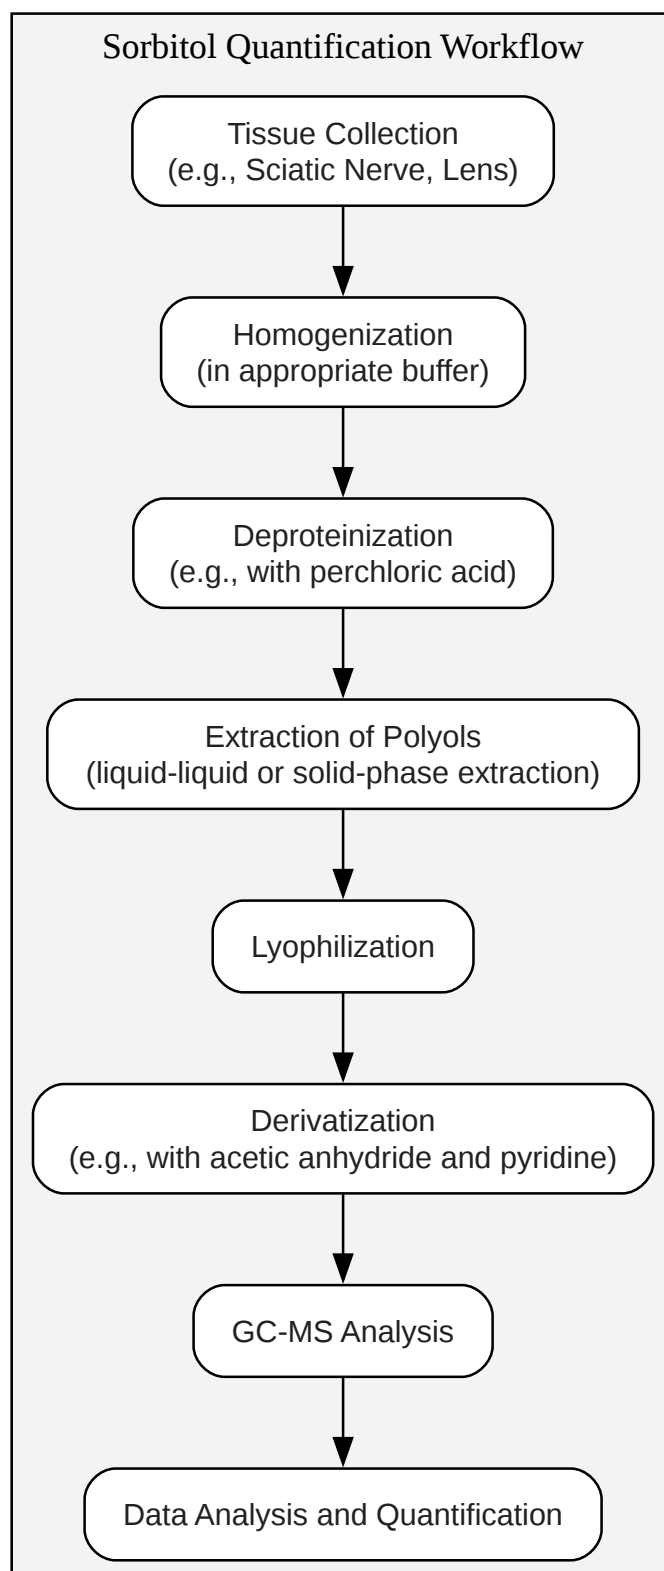 Sorbitol Quantification Workflow
Tissue Collection
(e.g., Sciatic Nerve, Lens)
Homogenization
(in appropriate buffer)
Deproteinization
(e.g., with perchloric acid)
Extraction of Polyols
(liquid-liquid or solid-phase extraction)
Lyophilization
Derivatization
(e.g., with acetic anhydride and pyridine)
GC-MS Analysis
Data Analysis and Quantification